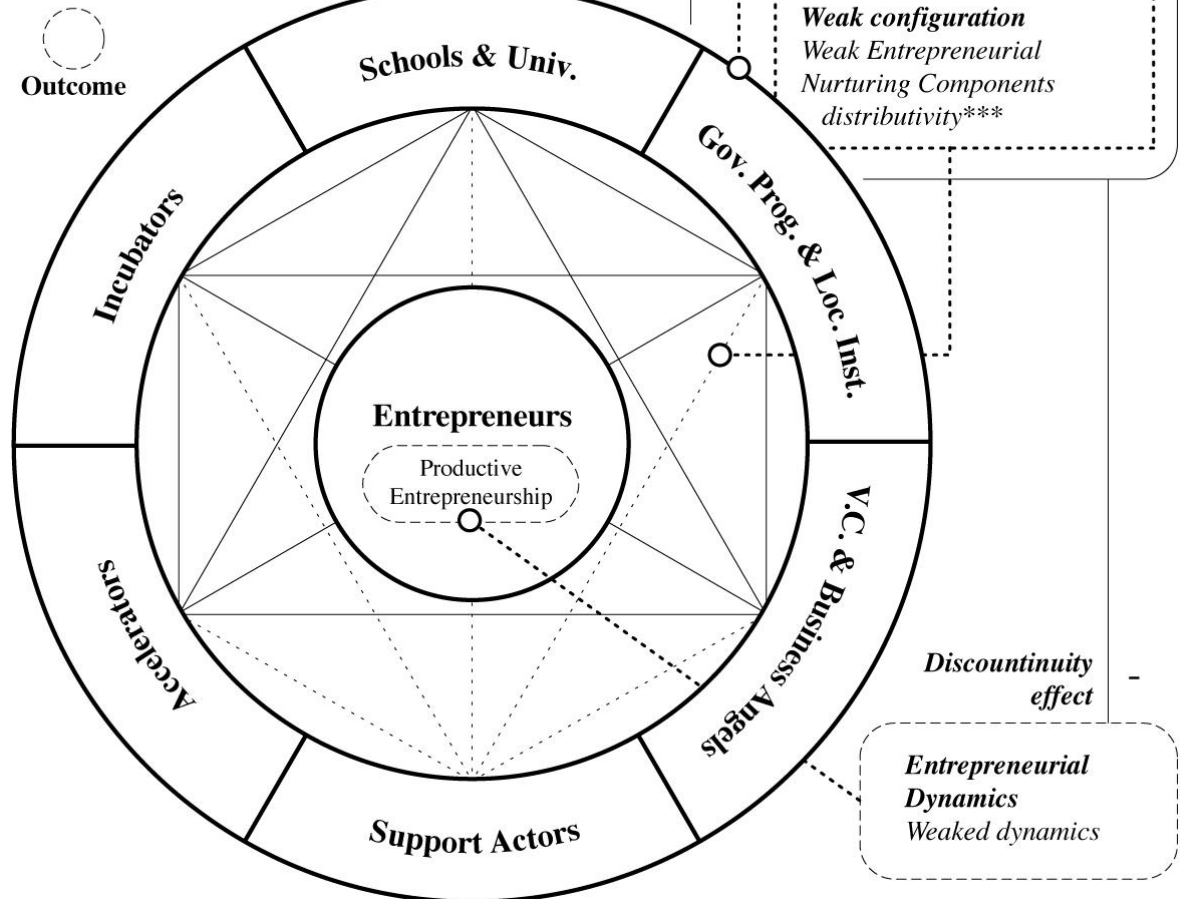 Outcome
Weak configuration
Weak Entrepreneurial
Nurturing Components
distributivity***
Schools & Univ.
Gov. Prog. & Loc. Inst.
Incubators
Entrepreneurs
Productive
Entrepreneurship
V.C. & Business Angels
Accelerators
Support Actors
Discountinuity
effect
-
Entrepreneurial
Dynamics
Weaked dynamics